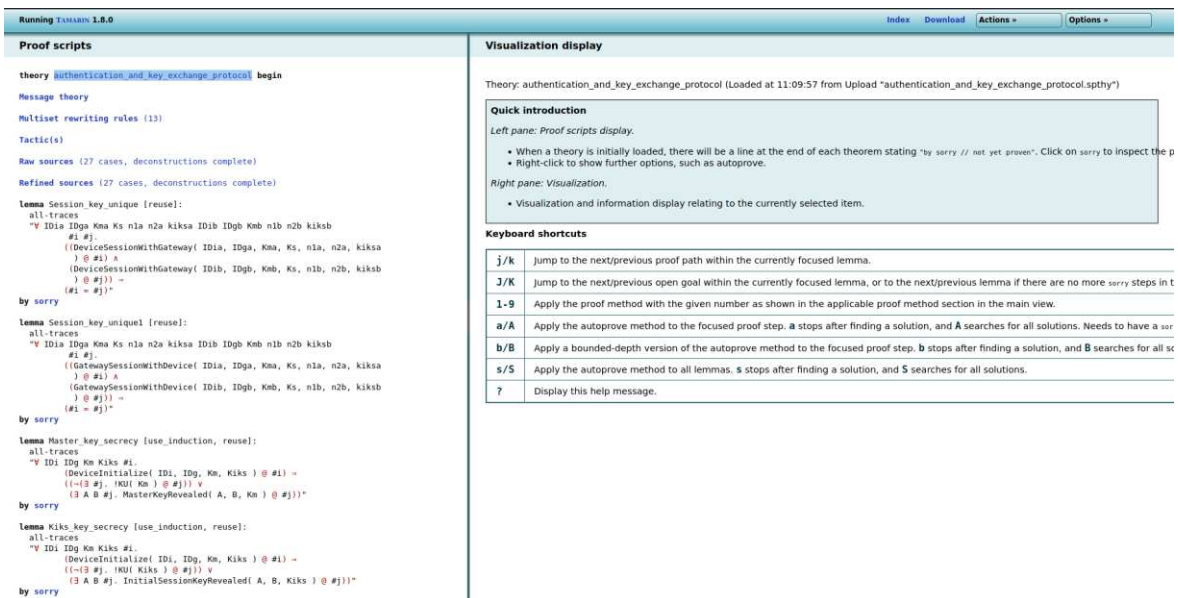 Running TAMARIN 1.8.0
Index Download Actions » Options »
Proof scripts
theory authentication_and_key_exchange_protocol begin
Message theory
Multiset rewriting rules (13)
Tactic(s)
Raw sources (27 cases, deconstructions complete)
Refined sources (27 cases, deconstructions complete)
lemma Session_key_unique [reuse]:
all-traces
"∀ IDia IDga Kma Ks n1a n2a kiksa IDib IDgb Kmb n1b n2b kiksb
#i #j.
((DeviceSessionWithGateway( IDia, IDga, Kma, Ks, n1a, n2a, kiksa
) @ #i) ∧
(DeviceSessionWithGateway( IDib, IDgb, Kmb, Ks, n1b, n2b, kiksb
) @ #j)) →
(#i = #j)"
by sorry
lemma Session_key_unique1 [reuse]:
all-traces
"∀ IDia IDga Kma Ks n1a n2a kiksa IDib IDgb Kmb n1b n2b kiksb
#i #j.
((GatewaySessionWithDevice( IDia, IDga, Kma, Ks, n1a, n2a, kiksa
) @ #i) ∧
(GatewaySessionWithDevice( IDib, IDgb, Kmb, Ks, n1b, n2b, kiksb
) @ #j)) →
(#i = #j)"
by sorry
lemma Master_key_secrecy [use_induction, reuse]:
all-traces
"∀ IDi IDg Km Kiks #i.
(DeviceInitialize( IDi, IDg, Km, Kiks ) @ #i) →
((¬(∃ #j. !KU( Km ) @ #j)) ∨
(∃ A B #j. MasterKeyRevealed( A, B, Km ) @ #j))"
by sorry
lemma Kiks_key_secrecy [use_induction, reuse]:
all-traces
"∀ IDi IDg Km Kiks #i.
(DeviceInitialize( IDi, IDg, Km, Kiks ) @ #i) →
((¬(∃ #j. !KU( Kiks ) @ #j)) ∨
(∃ A B #j. InitialSessionKeyRevealed( A, B, Kiks ) @ #j))"
by sorry
Visualization display
Theory: authentication_and_key_exchange_protocol (Loaded at 11:09:57 from Upload "authentication_and_key_exchange_protocol.spthy")
Quick introduction
Left pane: Proof scripts display.
• When a theory is initially loaded, there will be a line at the end of each theorem stating "by sorry // not yet proven". Click on sorry to inspect the p
• Right-click to show further options, such as autoprove.
Right pane: Visualization.
• Visualization and information display relating to the currently selected item.
Keyboard shortcuts
j/k Jump to the next/previous proof path within the currently focused lemma.
J/K Jump to the next/previous open goal within the currently focused lemma, or to the next/previous lemma if there are no more sorry steps in t
1-9 Apply the proof method with the given number as shown in the applicable proof method section in the main view.
a/A Apply the autoprove method to the focused proof step. a stops after finding a solution, and A searches for all solutions. Needs to have a sor
b/B Apply a bounded-depth version of the autoprove method to the focused proof step. b stops after finding a solution, and B searches for all so
s/S Apply the autoprove method to all lemmas. s stops after finding a solution, and S searches for all solutions.
? Display this help message.